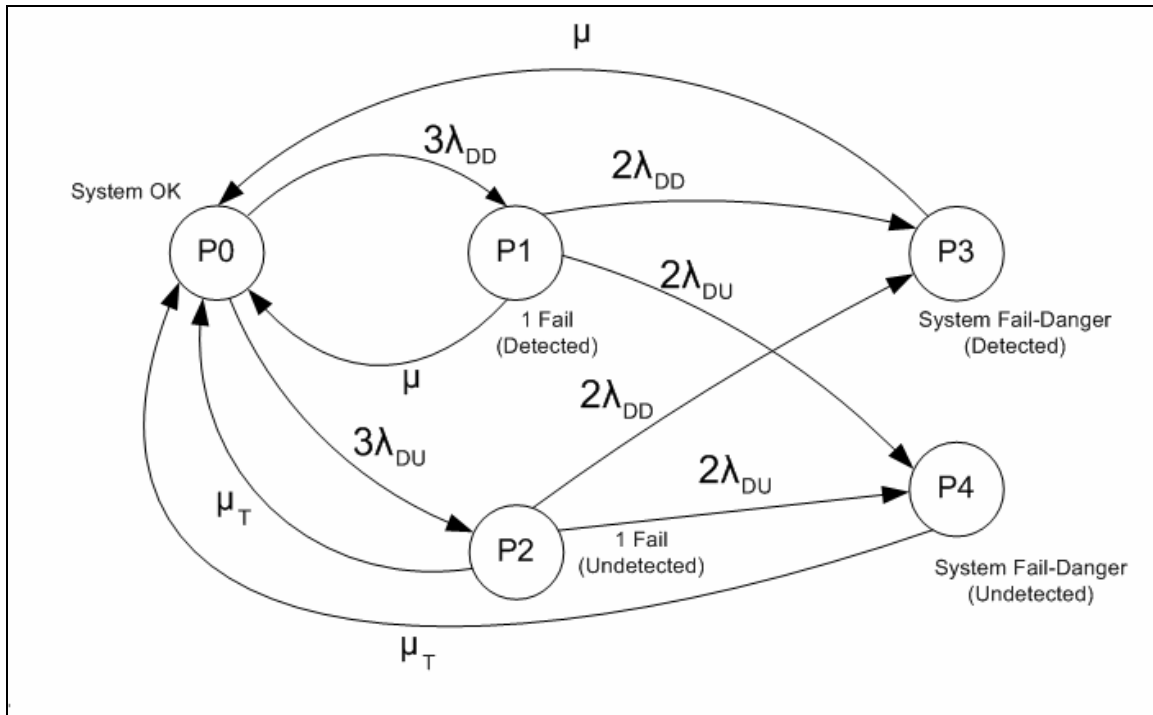 μ
3λDD
2λDD
System OK
P0
P1
P3
2λDU
1 Fail
(Detected)
System Fail-Danger
(Detected)
μ
2λDD
3λDU
2λDU
P4
μT
P2
1 Fail
(Undetected)
System Fail-Danger
(Undetected)
μT